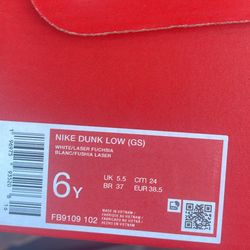 NIKE DUNK LOW (GS)
WHITE/LASER FUCHSIA
BLANC/FUSHIA LASER
6Y
UK 5.5 CM 24
BR 37 EUR 38.5
FB9109 102
MADE IN VIETNAM